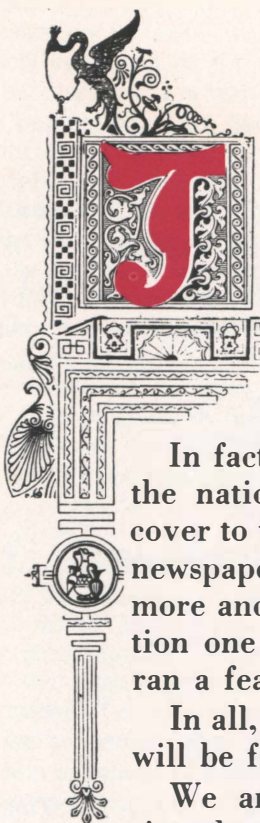 J
In fact
the natio
cover to
newspape
more and
tion one
ran a fea
In all,
will be f
We ar